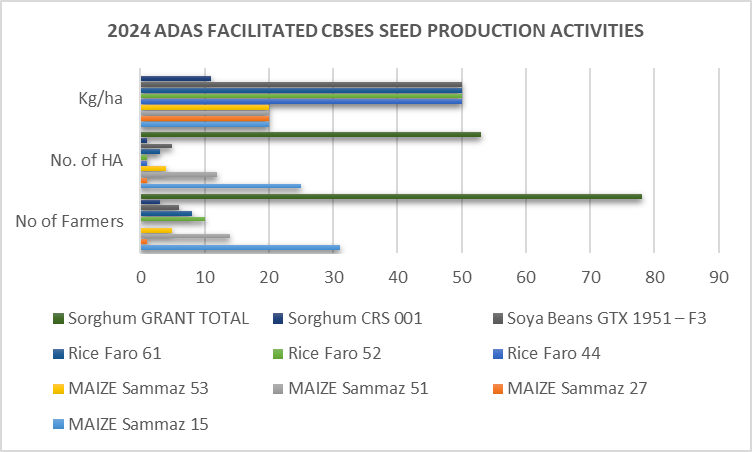 2024 ADAS FACILITATED CBSES SEED PRODUCTION ACTIVITIES
Kg/ha
No. of HA
No of Farmers
0 10 20 30 40 50 60 70 80 90
Sorghum GRANT TOTAL Sorghum CRS 001 Soya Beans GTX 1951 – F3
Rice Faro 61 Rice Faro 52 Rice Faro 44
MAIZE Sammaz 53 MAIZE Sammaz 51 MAIZE Sammaz 27
MAIZE Sammaz 15